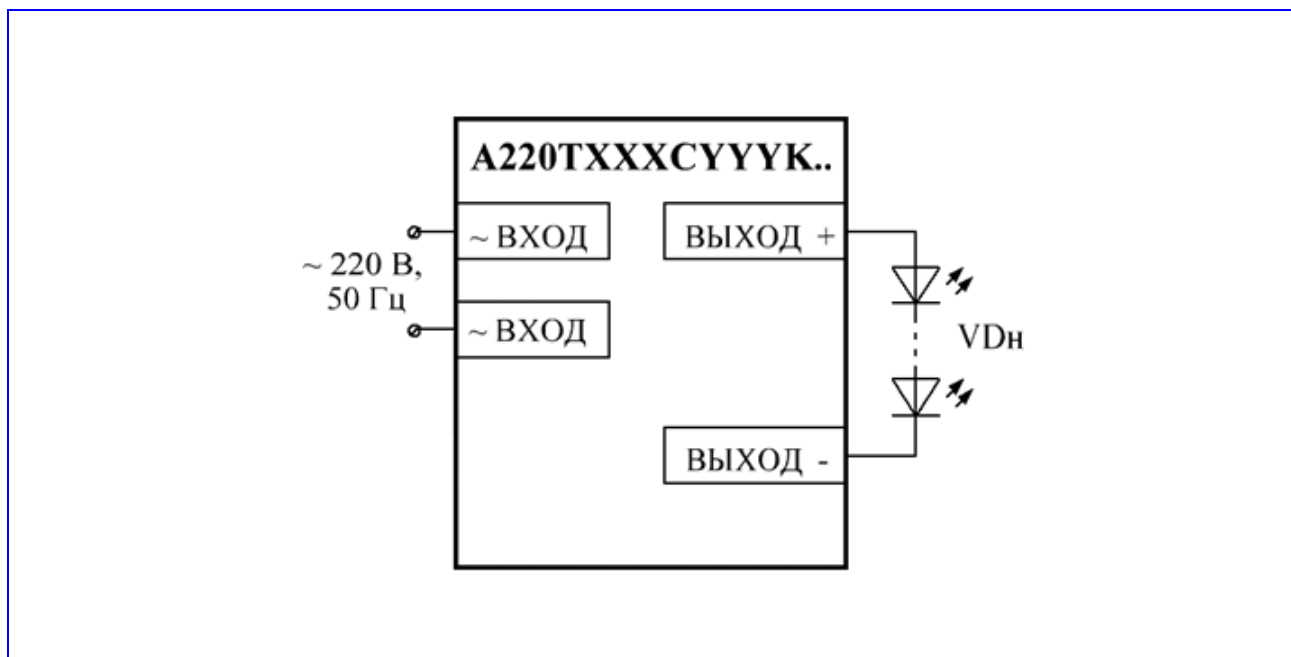 A220TXXXCYYYK..
~ ВХОД
ВЫХОД +
~ 220 В,
50 Гц
~ ВХОД
VDн
ВЫХОД -